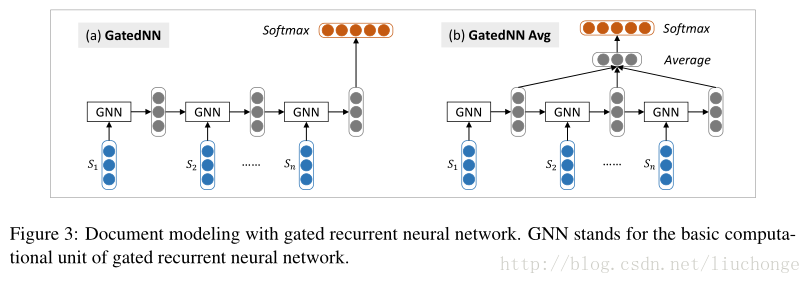 (a) GatedNN
Softmax
GNN
GNN
GNN
S1
S2
......
Sn
(b) GatedNN Avg
Softmax
Average
GNN
GNN
GNN
S1
S2
......
Sn
Figure 3: Document modeling with gated recurrent neural network. GNN stands for the basic computa-
tional unit of gated recurrent neural network.
http://blog.csdn.net/liuchonge